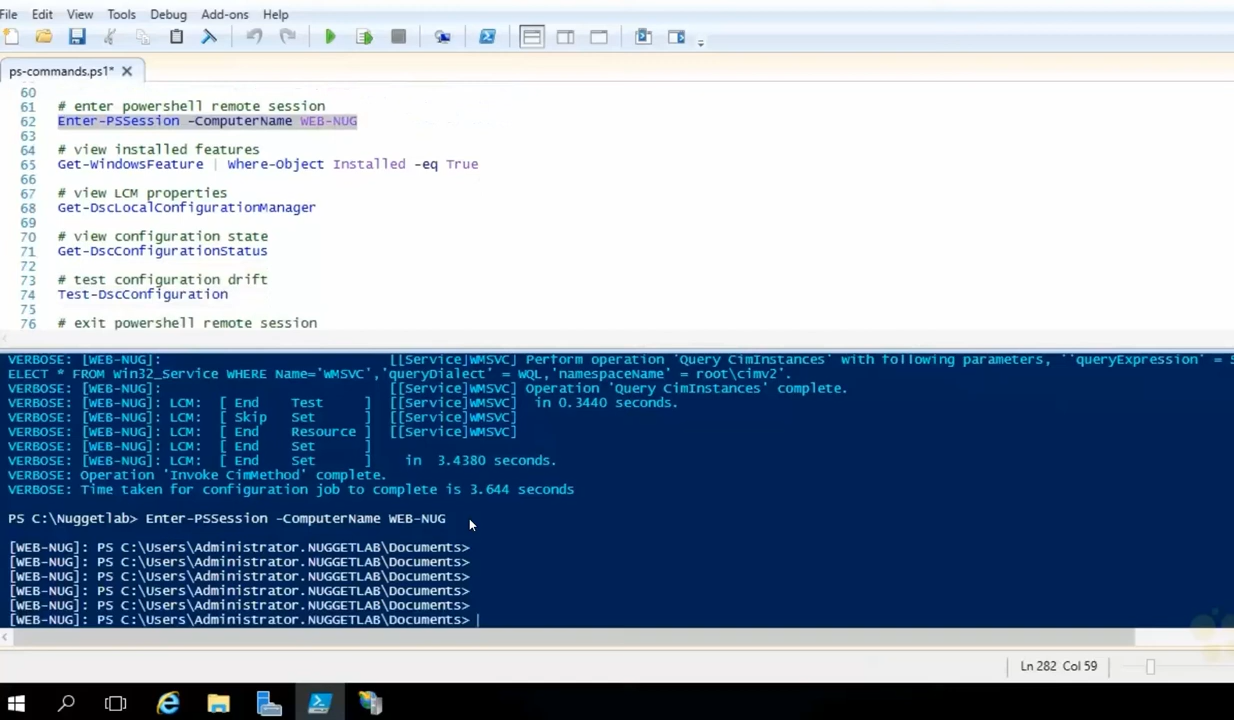 File Edit View Tools Debug Add-ons Help
ps-commands.ps1*
60
61 # enter powershell remote session
62 Enter-PSSession -ComputerName WEB-NUG
63
64 # view installed features
65 Get-WindowsFeature | Where-Object Installed -eq True
66
67 # view LCM properties
68 Get-DscLocalConfigurationManager
69
70 # view configuration state
71 Get-DscConfigurationStatus
72
73 # test configuration drift
74 Test-DscConfiguration
75
76 # exit powershell remote session
VERBOSE: [WEB-NUG]: [[Service]WMSVC] Perform operation 'Query CimInstances' with following parameters, ''queryExpression' = S
ELECT * FROM Win32_Service WHERE Name='WMSVC','queryDialect' = WQL,'namespaceName' = root\cimv2'.
VERBOSE: [WEB-NUG]: [[Service]WMSVC] Operation 'Query CimInstances' complete.
VERBOSE: [WEB-NUG]: LCM: [ End Test ] [[Service]WMSVC] in 0.3440 seconds.
VERBOSE: [WEB-NUG]: LCM: [ Skip Set ] [[Service]WMSVC]
VERBOSE: [WEB-NUG]: LCM: [ End Resource ] [[Service]WMSVC]
VERBOSE: [WEB-NUG]: LCM: [ End Set ]
VERBOSE: [WEB-NUG]: LCM: [ End Set ] in 3.4380 seconds.
VERBOSE: Operation 'Invoke CimMethod' complete.
VERBOSE: Time taken for configuration job to complete is 3.644 seconds
PS C:\Nuggetlab> Enter-PSSession -ComputerName WEB-NUG
[WEB-NUG]: PS C:\Users\Administrator.NUGGETLAB\Documents>
[WEB-NUG]: PS C:\Users\Administrator.NUGGETLAB\Documents>
[WEB-NUG]: PS C:\Users\Administrator.NUGGETLAB\Documents>
[WEB-NUG]: PS C:\Users\Administrator.NUGGETLAB\Documents>
[WEB-NUG]: PS C:\Users\Administrator.NUGGETLAB\Documents>
[WEB-NUG]: PS C:\Users\Administrator.NUGGETLAB\Documents>
Ln 282 Col 59